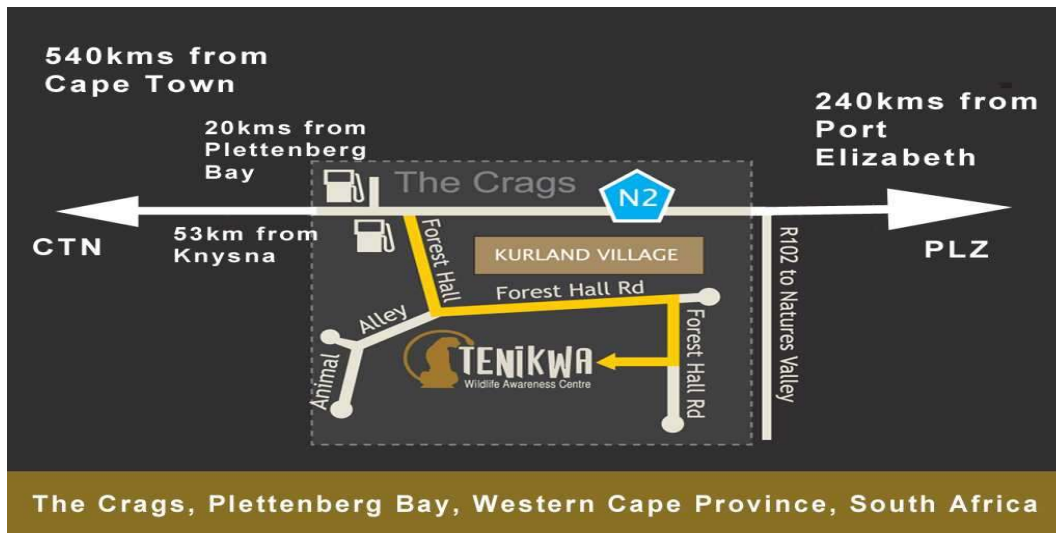 540kms from
Cape Town
240kms from
Port
Elizabeth
20kms from
Plettenberg
Bay
The Crags
N2
CTN
53km from
Knysna
PLZ
Forest Hall
KURLAND VILLAGE
Forest Hall Rd
R102 to Natures Valley
Alley
Animal
TENiKWA
Wildlife Awareness Centre
Forest Hall Rd
The Crags, Plettenberg Bay, Western Cape Province, South Africa